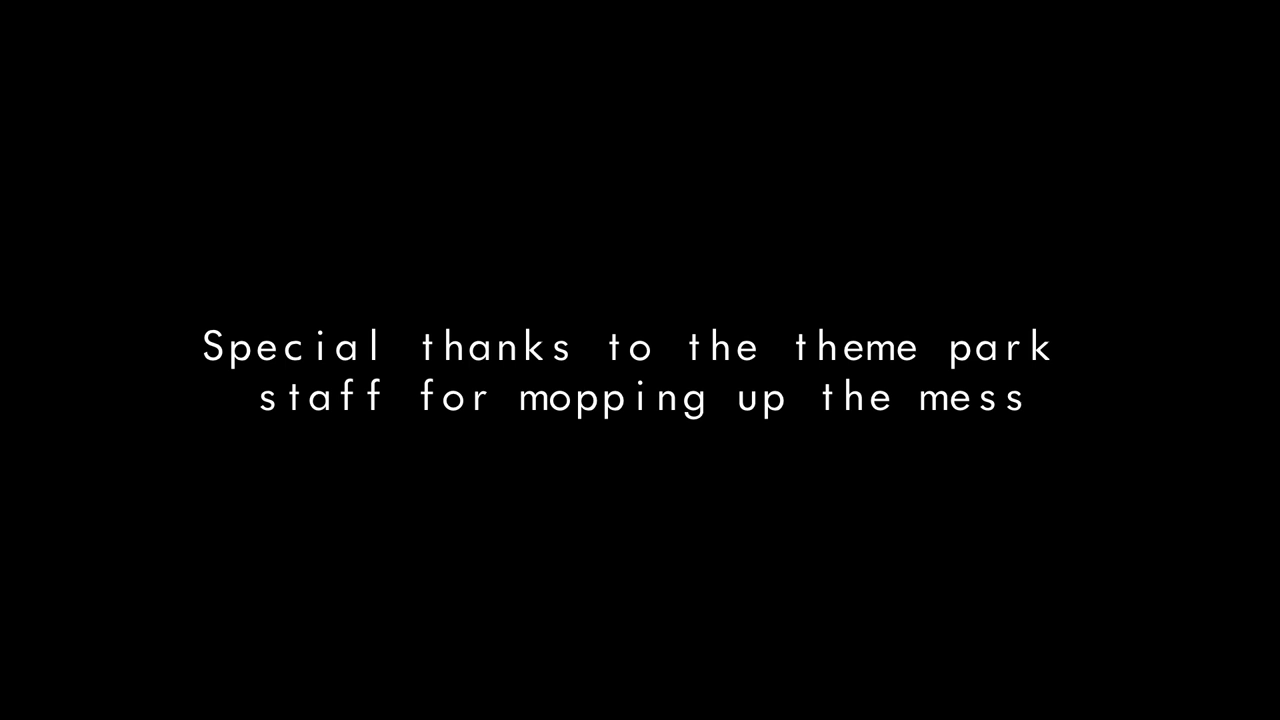 Special thanks to the theme park
staff for mopping up the mess